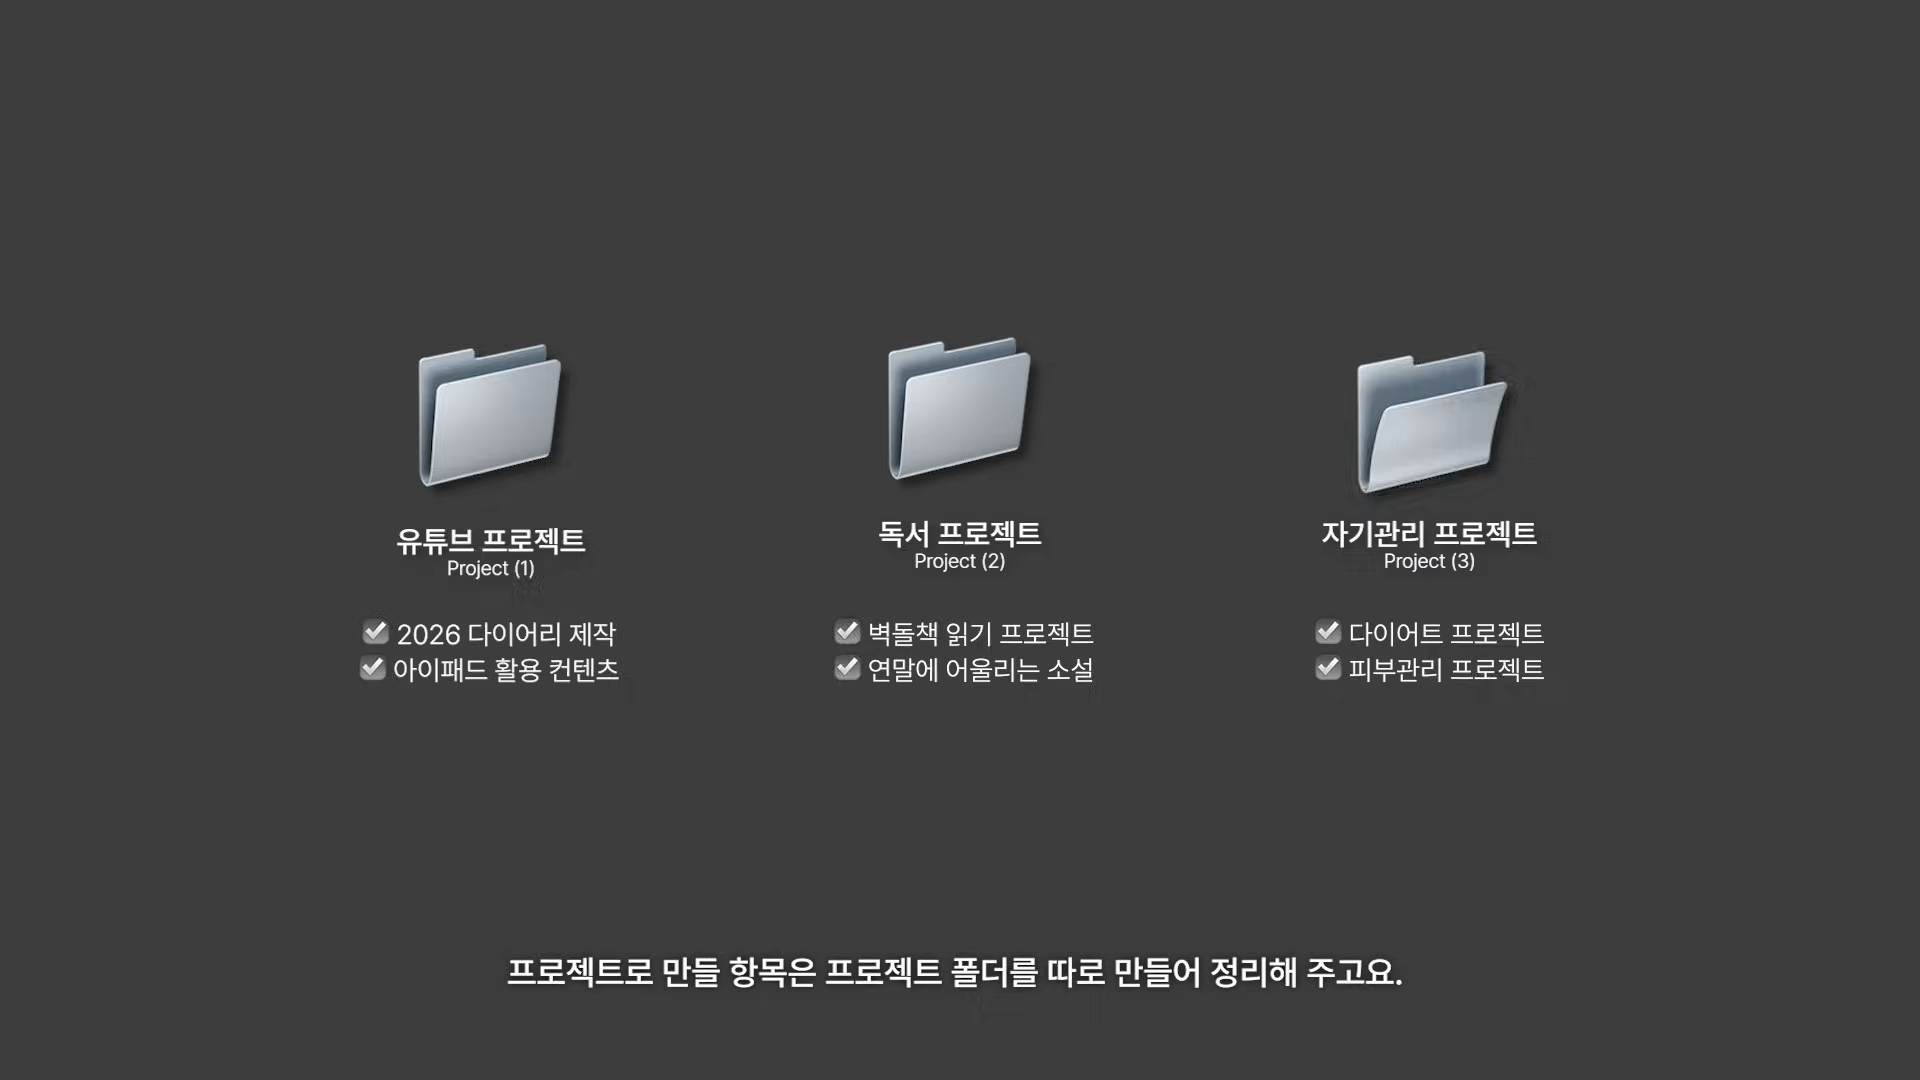 유튜브 프로젝트
Project (1)
2026 다이어리 제작
아이패드 활용 컨텐츠
독서 프로젝트
Project (2)
벽돌책 읽기 프로젝트
연말에 어울리는 소설
자기관리 프로젝트
Project (3)
다이어트 프로젝트
피부관리 프로젝트
프로젝트로 만들 항목은 프로젝트 폴더를 따로 만들어 정리해 주고요.